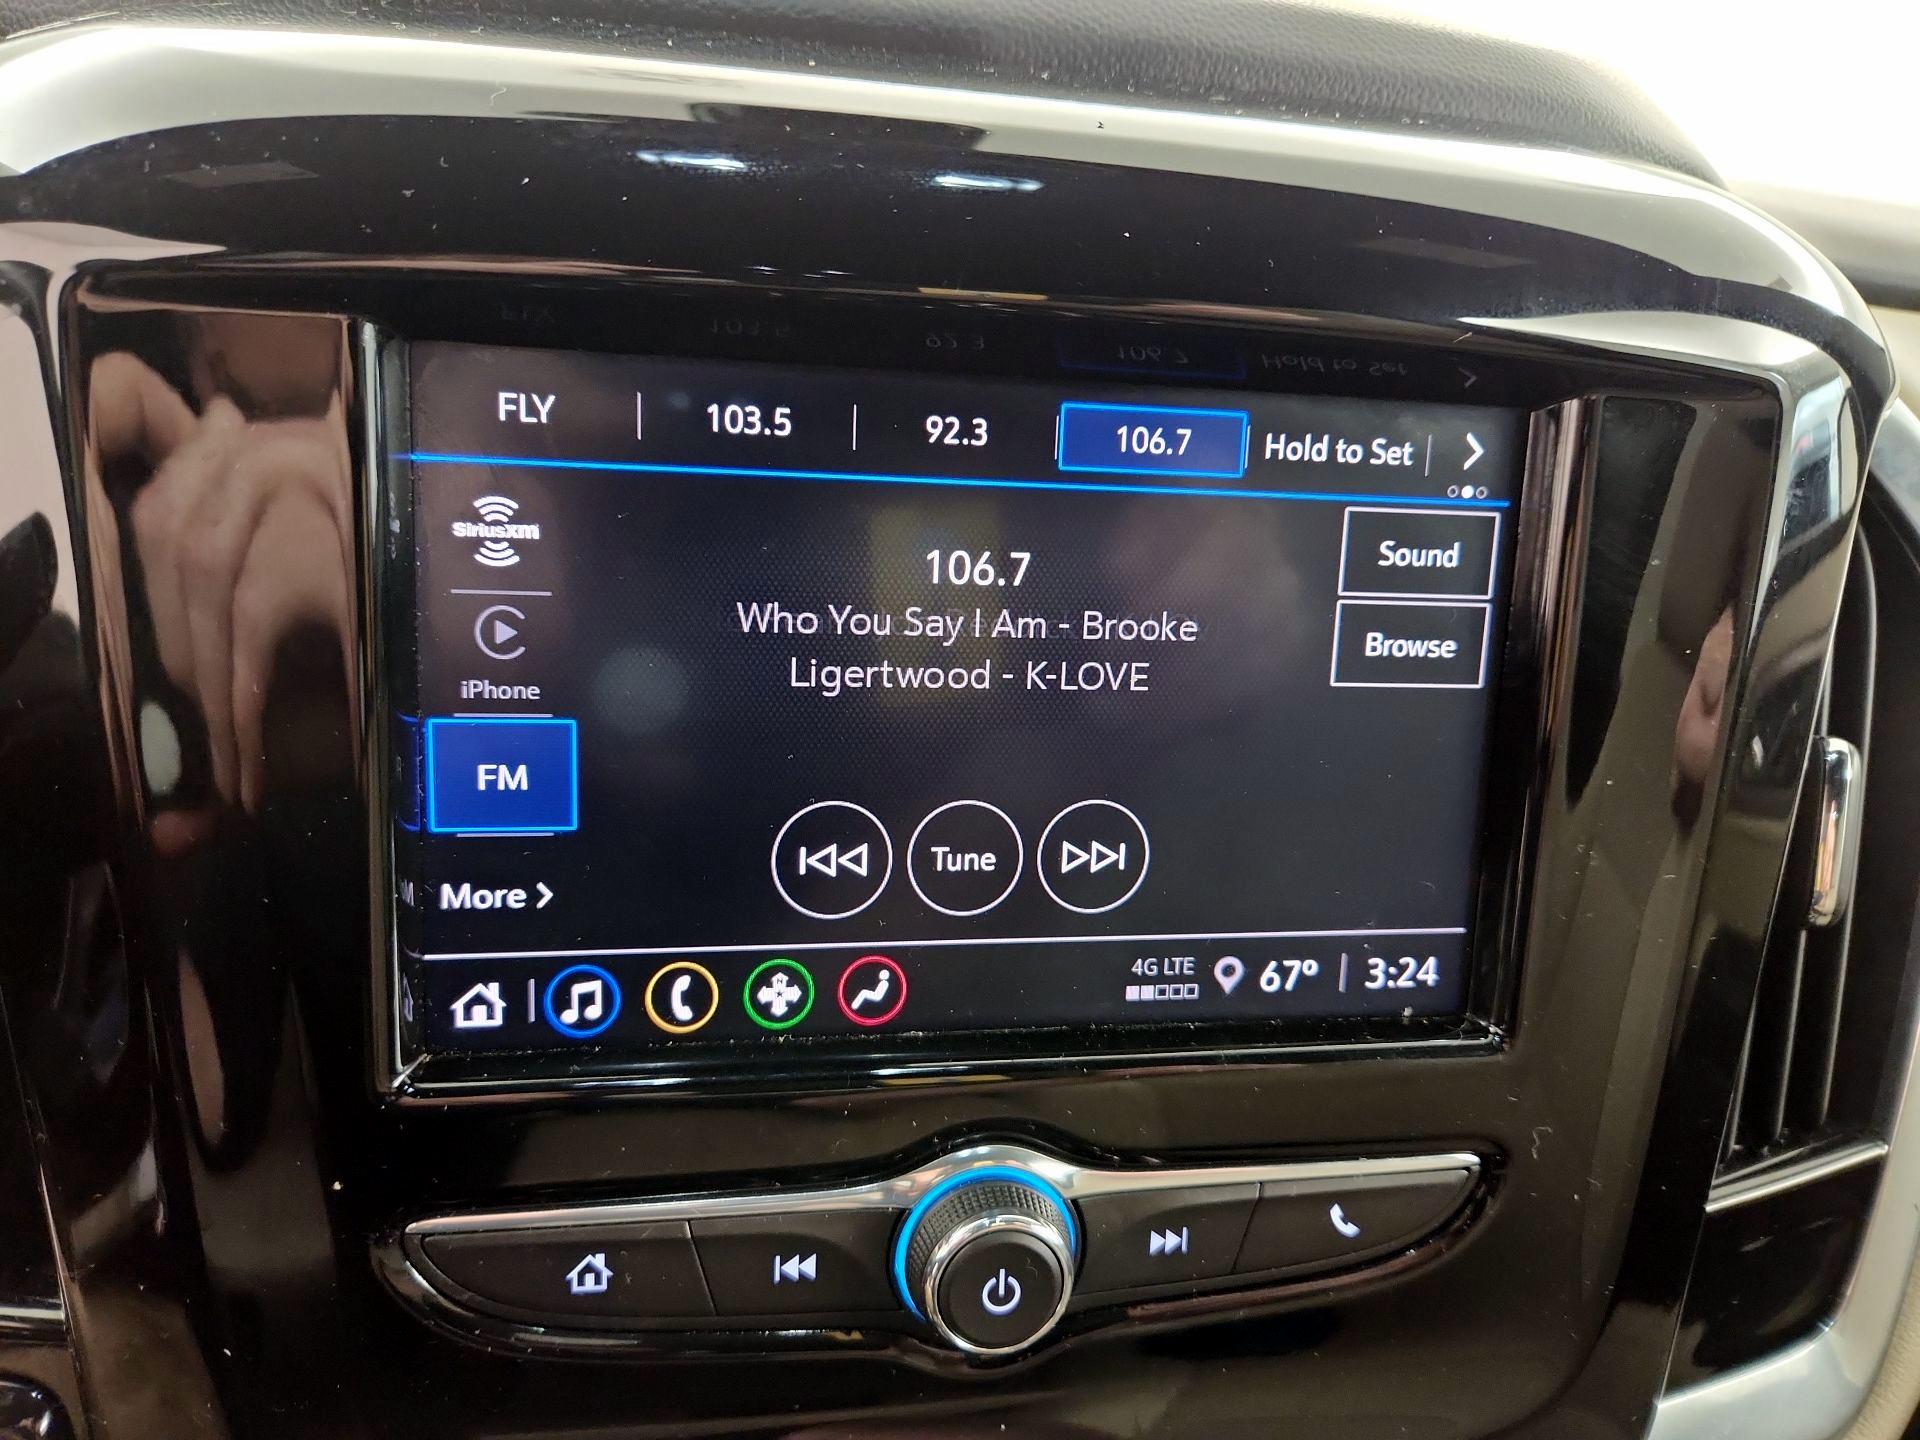 FLY 103.5 92.3 106.7 Hold to Set
SiriusXM
106.7
Sound
Who You Say I Am - Brooke
Ligertwood - K-LOVE
Browse
iPhone
FM
Tune
More
4G LTE 67° 3:24